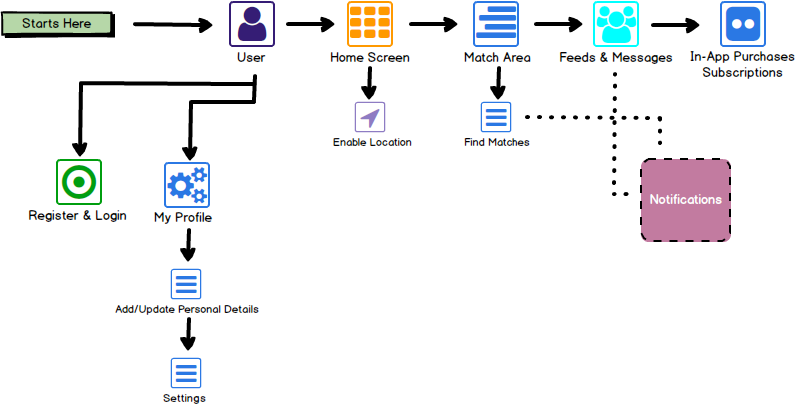 Starts Here
User
Home Screen
Match Area
Feeds & Messages
In-App Purchases
Subscriptions
Enable Location
Find Matches
Register & Login
My Profile
Notifications
Add/Update Personal Details
Settings